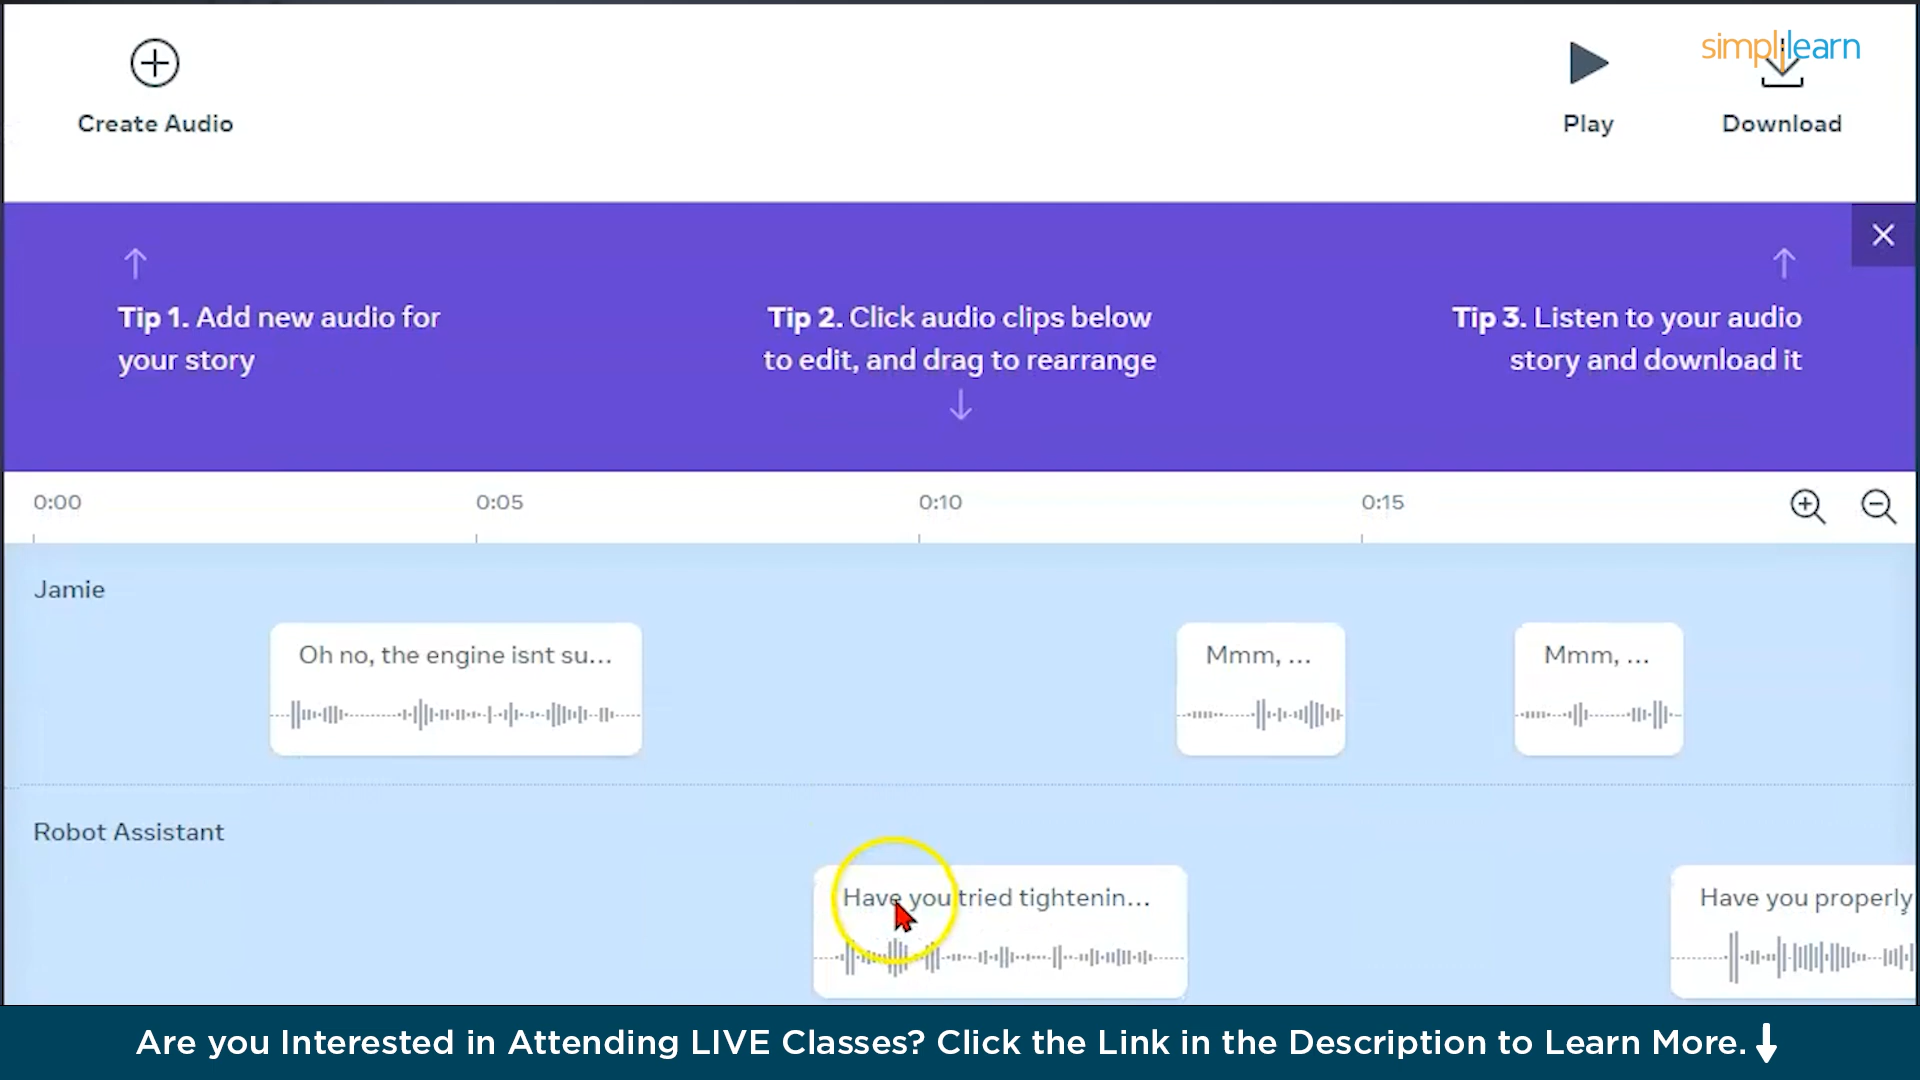 simplilearn
Create Audio
Play
Download
Tip 1. Add new audio for
your story
Tip 2. Click audio clips below
to edit, and drag to rearrange
Tip 3. Listen to your audio
story and download it
0:00
0:05
0:10
0:15
Jamie
Oh no, the engine isnt su...
Mmm, ...
Mmm, ...
Robot Assistant
Have you tried tightenin...
Have you properly
Are you Interested in Attending LIVE Classes? Click the Link in the Description to Learn More.